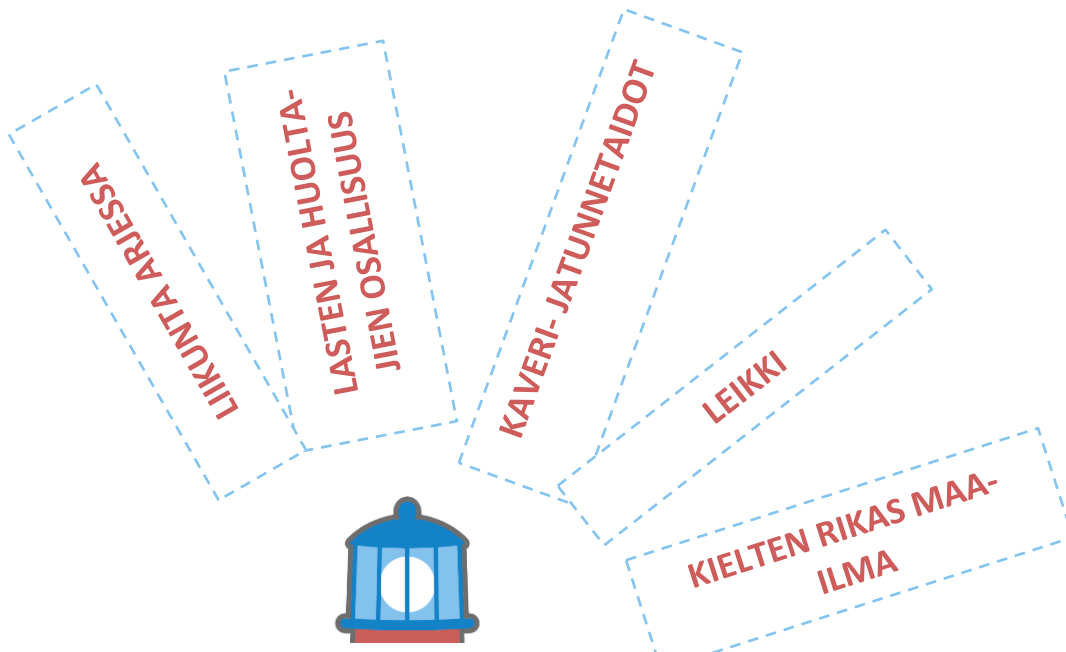 LIIKUNTA ARJESSA
LASTEN JA HUOLTA-
JIEN OSALLISUUS
KAVERI- JATUNNETAIDOT
LEIKKI
KIELTEN RIKAS MAA-
ILMA